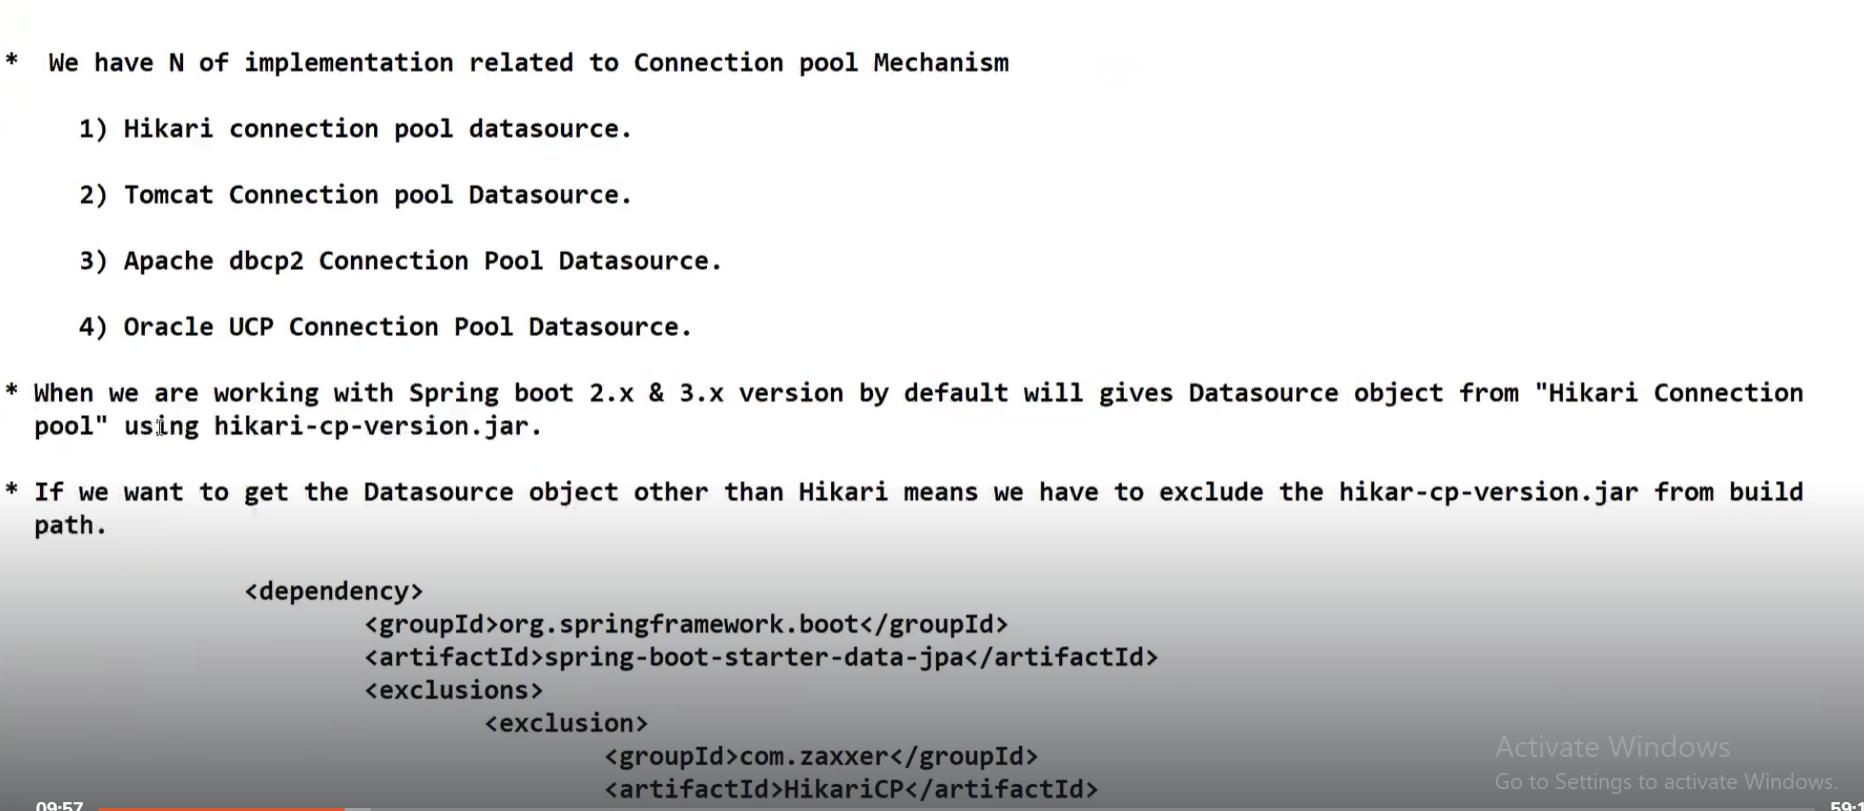 * We have N of implementation related to Connection pool Mechanism
1) Hikari connection pool datasource.
2) Tomcat Connection pool Datasource.
3) Apache dbcp2 Connection Pool Datasource.
4) Oracle UCP Connection Pool Datasource.
* When we are working with Spring boot 2.x & 3.x version by default will gives Datasource object from "Hikari Connection
pool" using hikari-cp-version.jar.
* If we want to get the Datasource object other than Hikari means we have to exclude the hikar-cp-version.jar from build
path.
<dependency>
<groupId>org.springframework.boot</groupId>
<artifactId>spring-boot-starter-data-jpa</artifactId>
<exclusions>
<exclusion>
<groupId>com.zaxxer</groupId>
<artifactId>HikariCP</artifactId>
Activate Windows
Go to Settings to activate Windows.
09:57